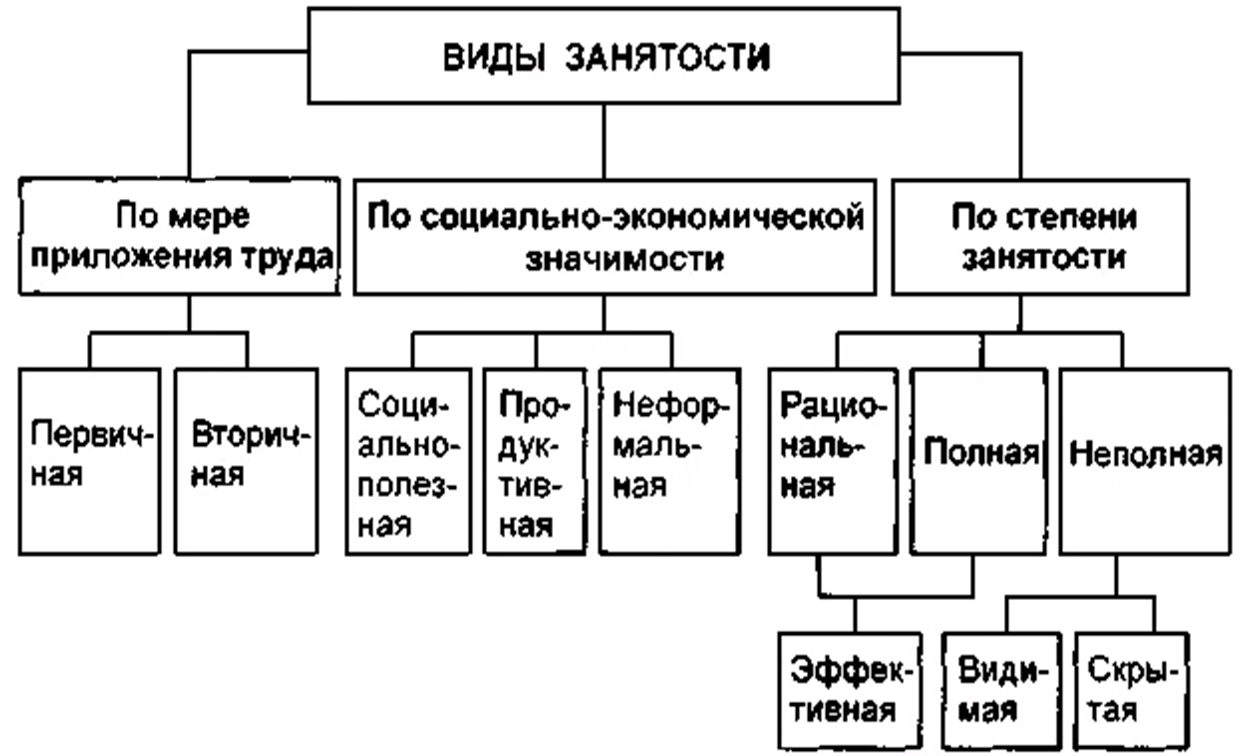 ВИДЫ ЗАНЯТОСТИ
По мере
приложения труда
По социально-экономической
значимости
По степени
занятости
Первич-
ная
Вторич-
ная
Соци-
ально-
полез-
ная
Про-
дук-
тив-
ная
Нефор-
маль-
ная
Рацио-
наль-
ная
Полная
Неполная
Эффек-
тивная
Види-
мая
Скры-
тая